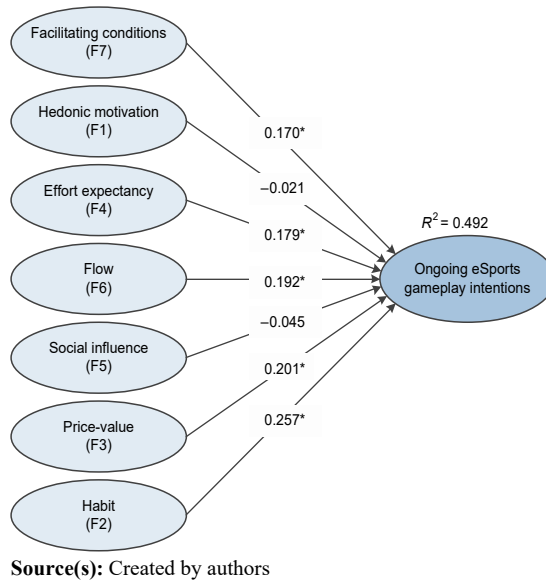 Facilitating conditions
(F7)
Hedonic motivation
(F1)
Effort expectancy
(F4)
Flow
(F6)
Social influence
(F5)
Price-value
(F3)
Habit
(F2)
0.170*
–0.021
0.179*
0.192*
–0.045
0.201*
0.257*
R² = 0.492
Ongoing eSports
gameplay intentions
Source(s): Created by authors